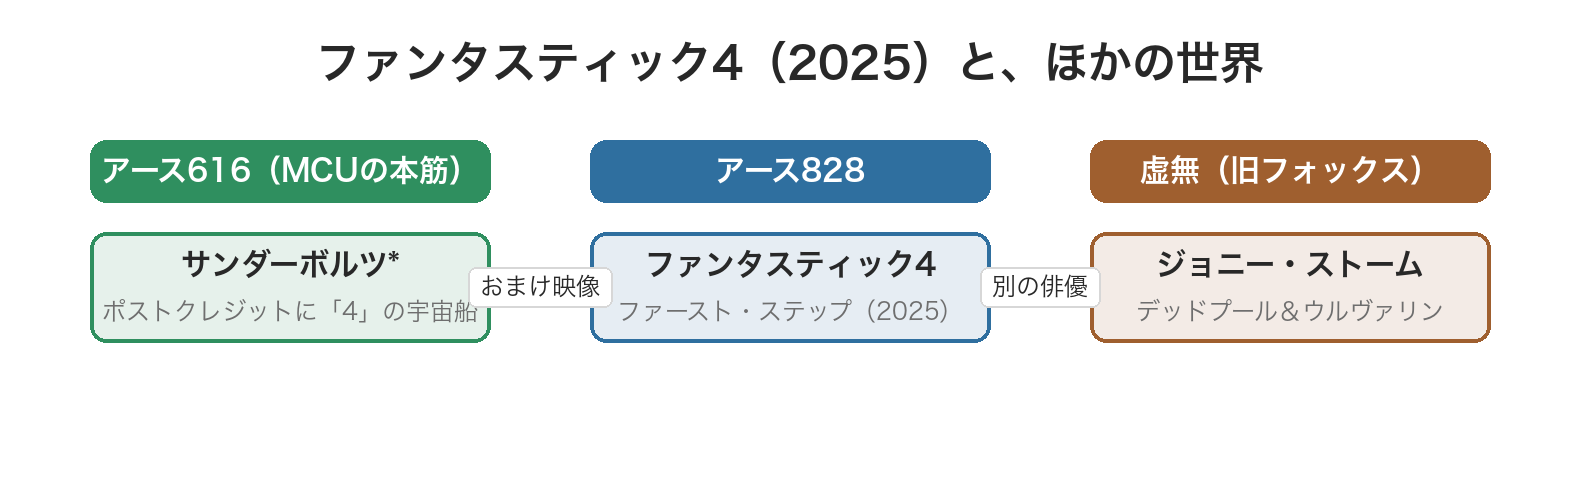 ファンタスティック4（2025）と、ほかの世界
アース616（MCUの本筋）
アース828
虚無（旧フォックス）
サンダーボルツ*
ポストクレジットに「4」の宇宙船
おまけ映像
ファンタスティック4
ファースト・ステップ（2025）
別の俳優
ジョニー・ストーム
デッドプール＆ウルヴァリン